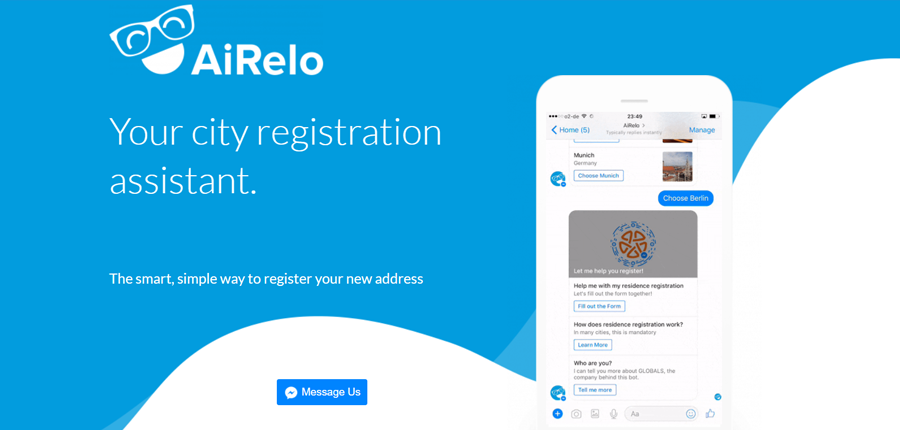 AiRelo
Your city registration
assistant.
The smart, simple way to register your new address
Message Us
o2-de
23:49
Home (5)
AiRelo
Typically replies instantly
Manage
Munich
Germany
Choose Munich
Choose Berlin
Let me help you register!
Help me with my residence registration
Let's fill out the form together!
Fill out the Form
How does residence registration work?
In many cities, this is mandatory
Learn More
Who are you?
I can tell you more about GLOBALS, the
company behind this bot.
Tell me more
Aa